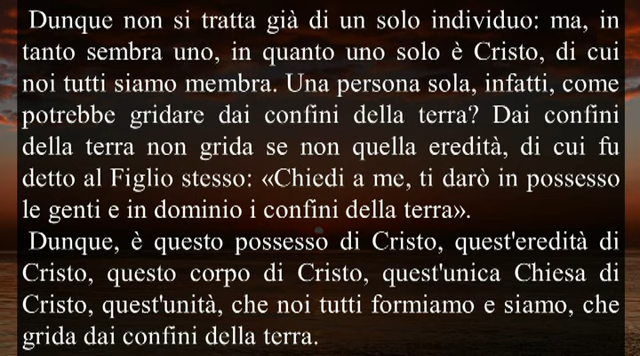 Dunque non si tratta già di un solo individuo: ma, in
tanto sembra uno, in quanto uno solo è Cristo, di cui
noi tutti siamo membra. Una persona sola, infatti, come
potrebbe gridare dai confini della terra? Dai confini
della terra non grida se non quella eredità, di cui fu
detto al Figlio stesso: «Chiedi a me, ti darò in possesso
le genti e in dominio i confini della terra».
Dunque, è questo possesso di Cristo, quest'eredità di
Cristo, questo corpo di Cristo, quest'unica Chiesa di
Cristo, quest'unità, che noi tutti formiamo e siamo, che
grida dai confini della terra.